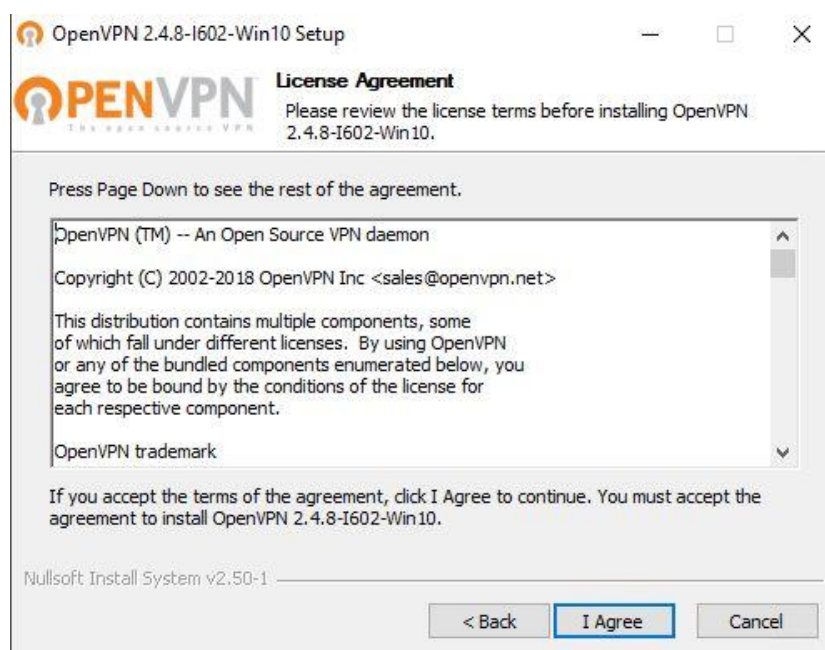 OpenVPN 2.4.8-I602-Win10 Setup
OPENVPN
The open source VPN
License Agreement
Please review the license terms before installing OpenVPN
2.4.8-I602-Win10.
Press Page Down to see the rest of the agreement.
OpenVPN (TM) -- An Open Source VPN daemon
Copyright (C) 2002-2018 OpenVPN Inc <sales@openvpn.net>
This distribution contains multiple components, some
of which fall under different licenses.  By using OpenVPN
or any of the bundled components enumerated below, you
agree to be bound by the conditions of the license for
each respective component.
OpenVPN trademark
If you accept the terms of the agreement, click I Agree to continue. You must accept the
agreement to install OpenVPN 2.4.8-I602-Win10.
Nullsoft Install System v2.50-1
< Back
I Agree
Cancel